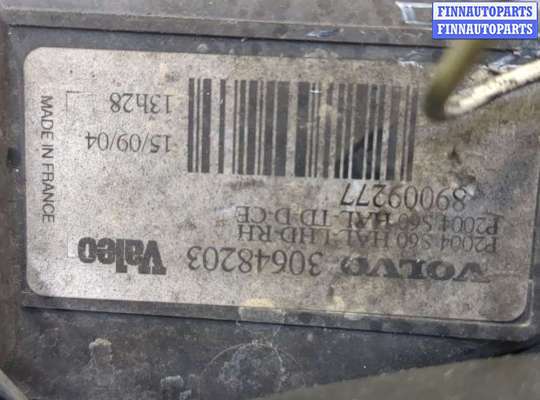 FINNAUTOPARTS
FINNAUTOPARTS
VOLVO 30648203 Valeo
P2004 S60 HAL-LHD-RH
P2004 S60 HAL-TD-D-CE
89009277
15/09/04
13h28
MADE IN FRANCE